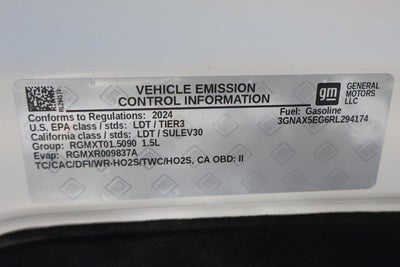 RL294174
VEHICLE EMISSION
CONTROL INFORMATION
gm
GENERAL MOTORS
LLC
Conforms to Regulations: 2024
Fuel: Gasoline
U.S. EPA class / stds: LDT / TIER3
3GNAX5EG6RL294174
California class / stds: LDT / SULEV30
Group: RGMXT01.5090 1.5L
Evap: RGMXR009837A
TC/CAC/DFI/WR-HO2S/TWC/HO2S, CA OBD: II